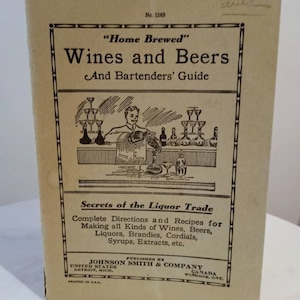 No. 1269
"Home Brewed"
Wines and Beers
And Bartenders' Guide
Secrets of the Liquor Trade
Complete Directions and Recipes for
Making all Kinds of Wines, Beers,
Liquors, Brandies, Cordials,
Syrups, Extracts, etc.
PUBLISHED BY
JOHNSON SMITH & COMPANY
UNITED STATES
DETROIT, MICH.
CANADA
WINDSOR, ONT.
PRINTED IN U.S.A.